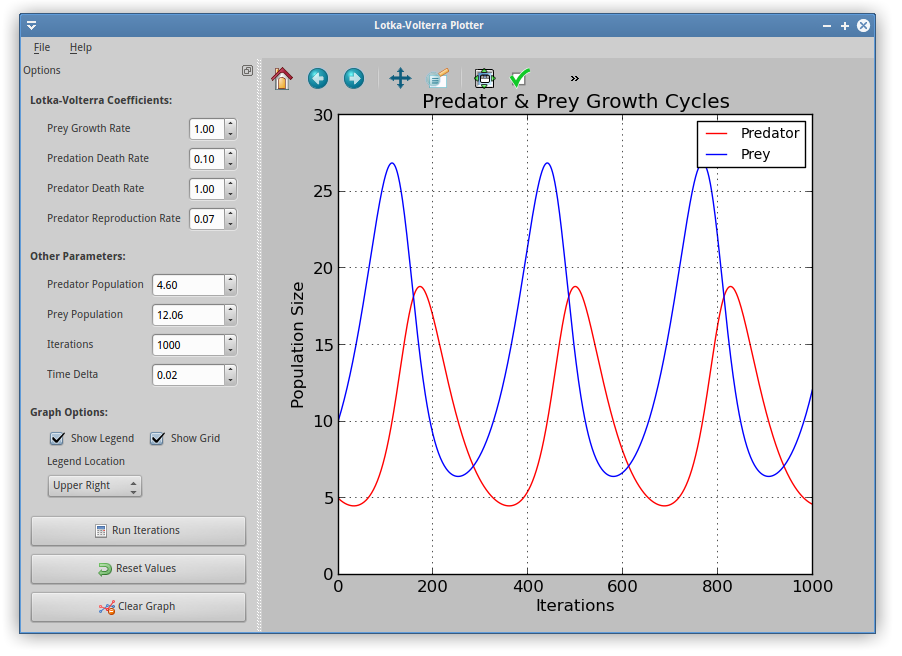 Lotka-Volterra Plotter
File Help
Options
Lotka-Volterra Coefficients:
Prey Growth Rate 1.00
Predation Death Rate 0.10
Predator Death Rate 1.00
Predator Reproduction Rate 0.07
Other Parameters:
Predator Population 4.60
Prey Population 12.06
Iterations 1000
Time Delta 0.02
Graph Options:
Show Legend Show Grid
Legend Location
Upper Right
Run Iterations
Reset Values
Clear Graph
»
Predator & Prey Growth Cycles
Predator
Prey
Population Size
30
25
20
15
10
5
0
0 200 400 600 800 1000
Iterations